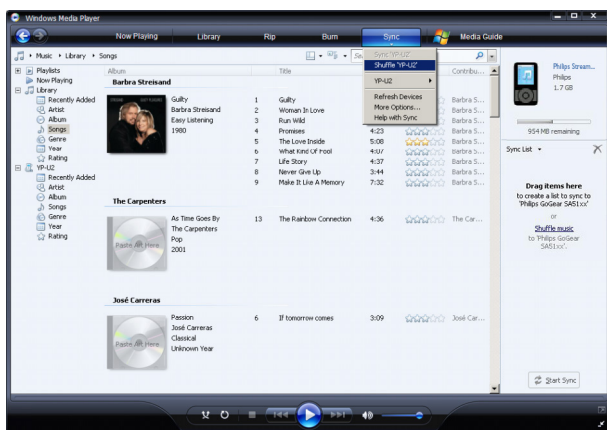 Windows Media Player
Now Playing Library Rip Burn Sync Media Guide
Music Library Songs
Playlists
Now Playing
Library
Recently Added
Artist
Album
Songs
Genre
Year
Rating
YP-U2
Recently Added
Artist
Album
Songs
Genre
Year
Rating
Album Title Contribu...
Sync 'YP-U2'
Shuffle 'YP-U2'
YP-U2
Refresh Devices
More Options...
Help with Sync
Barbra Streisand
Guilty
Barbra Streisand
Easy Listening
1980
1 Guilty Barbra S...
2 Woman In Love Barbra S...
3 Run Wild Barbra S...
4 Promises 4:23 Barbra S...
5 The Love Inside 5:08 Barbra S...
6 What Kind Of Fool 4:07 Barbra S...
7 Life Story 4:37 Barbra S...
8 Never Give Up 3:44 Barbra S...
9 Make It Like A Memory 7:32 Barbra S...
The Carpenters
Paste Art Here
As Time Goes By
The Carpenters
Pop
2001
13 The Rainbow Connection 4:36 The Car...
José Carreras
Paste Art Here
Passion
José Carreras
Classical
Unknown Year
6 If tomorrow comes 3:09 José Car...
Philips Stream...
Philips
1.7 GB
954 MB remaining
Sync List
Drag items here
to create a list to sync to
'Philips GoGear SA51xx'.
or
Shuffle music
to 'Philips GoGear
SA51xx'.
Start Sync